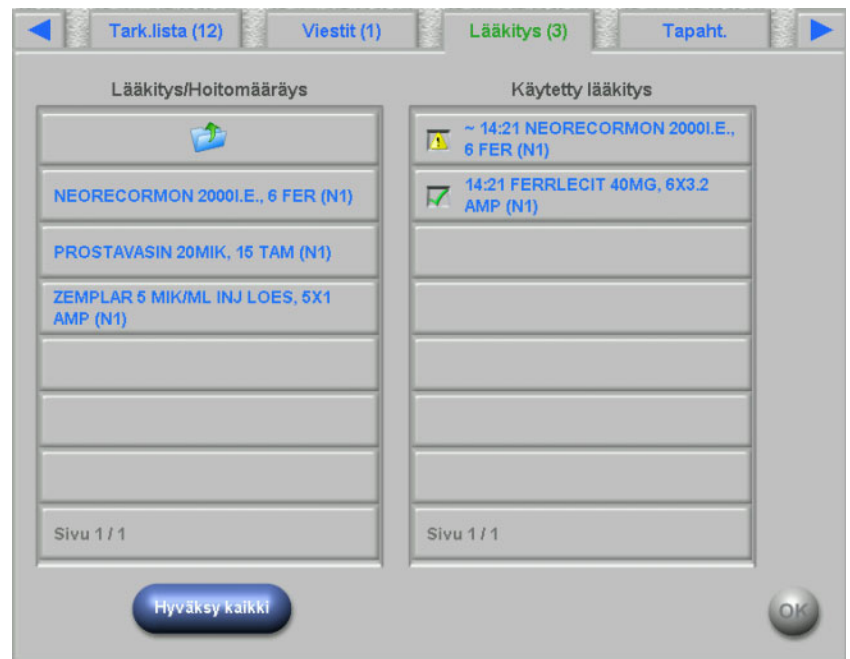 Tark.lista (12)
Viestit (1)
Lääkitys (3)
Tapaht.
Lääkitys/Hoitomääräys
NEORECORMON 2000I.E., 6 FER (N1)
PROSTAVASIN 20MIK, 15 TAM (N1)
ZEMPLAR 5 MIK/ML INJ LOES, 5X1
AMP (N1)
Sivu 1 / 1
Käytetty lääkitys
~ 14:21 NEORECORMON 2000I.E.,
6 FER (N1)
14:21 FERRLECIT 40MG, 6X3.2
AMP (N1)
Sivu 1 / 1
Hyväksy kaikki
OK